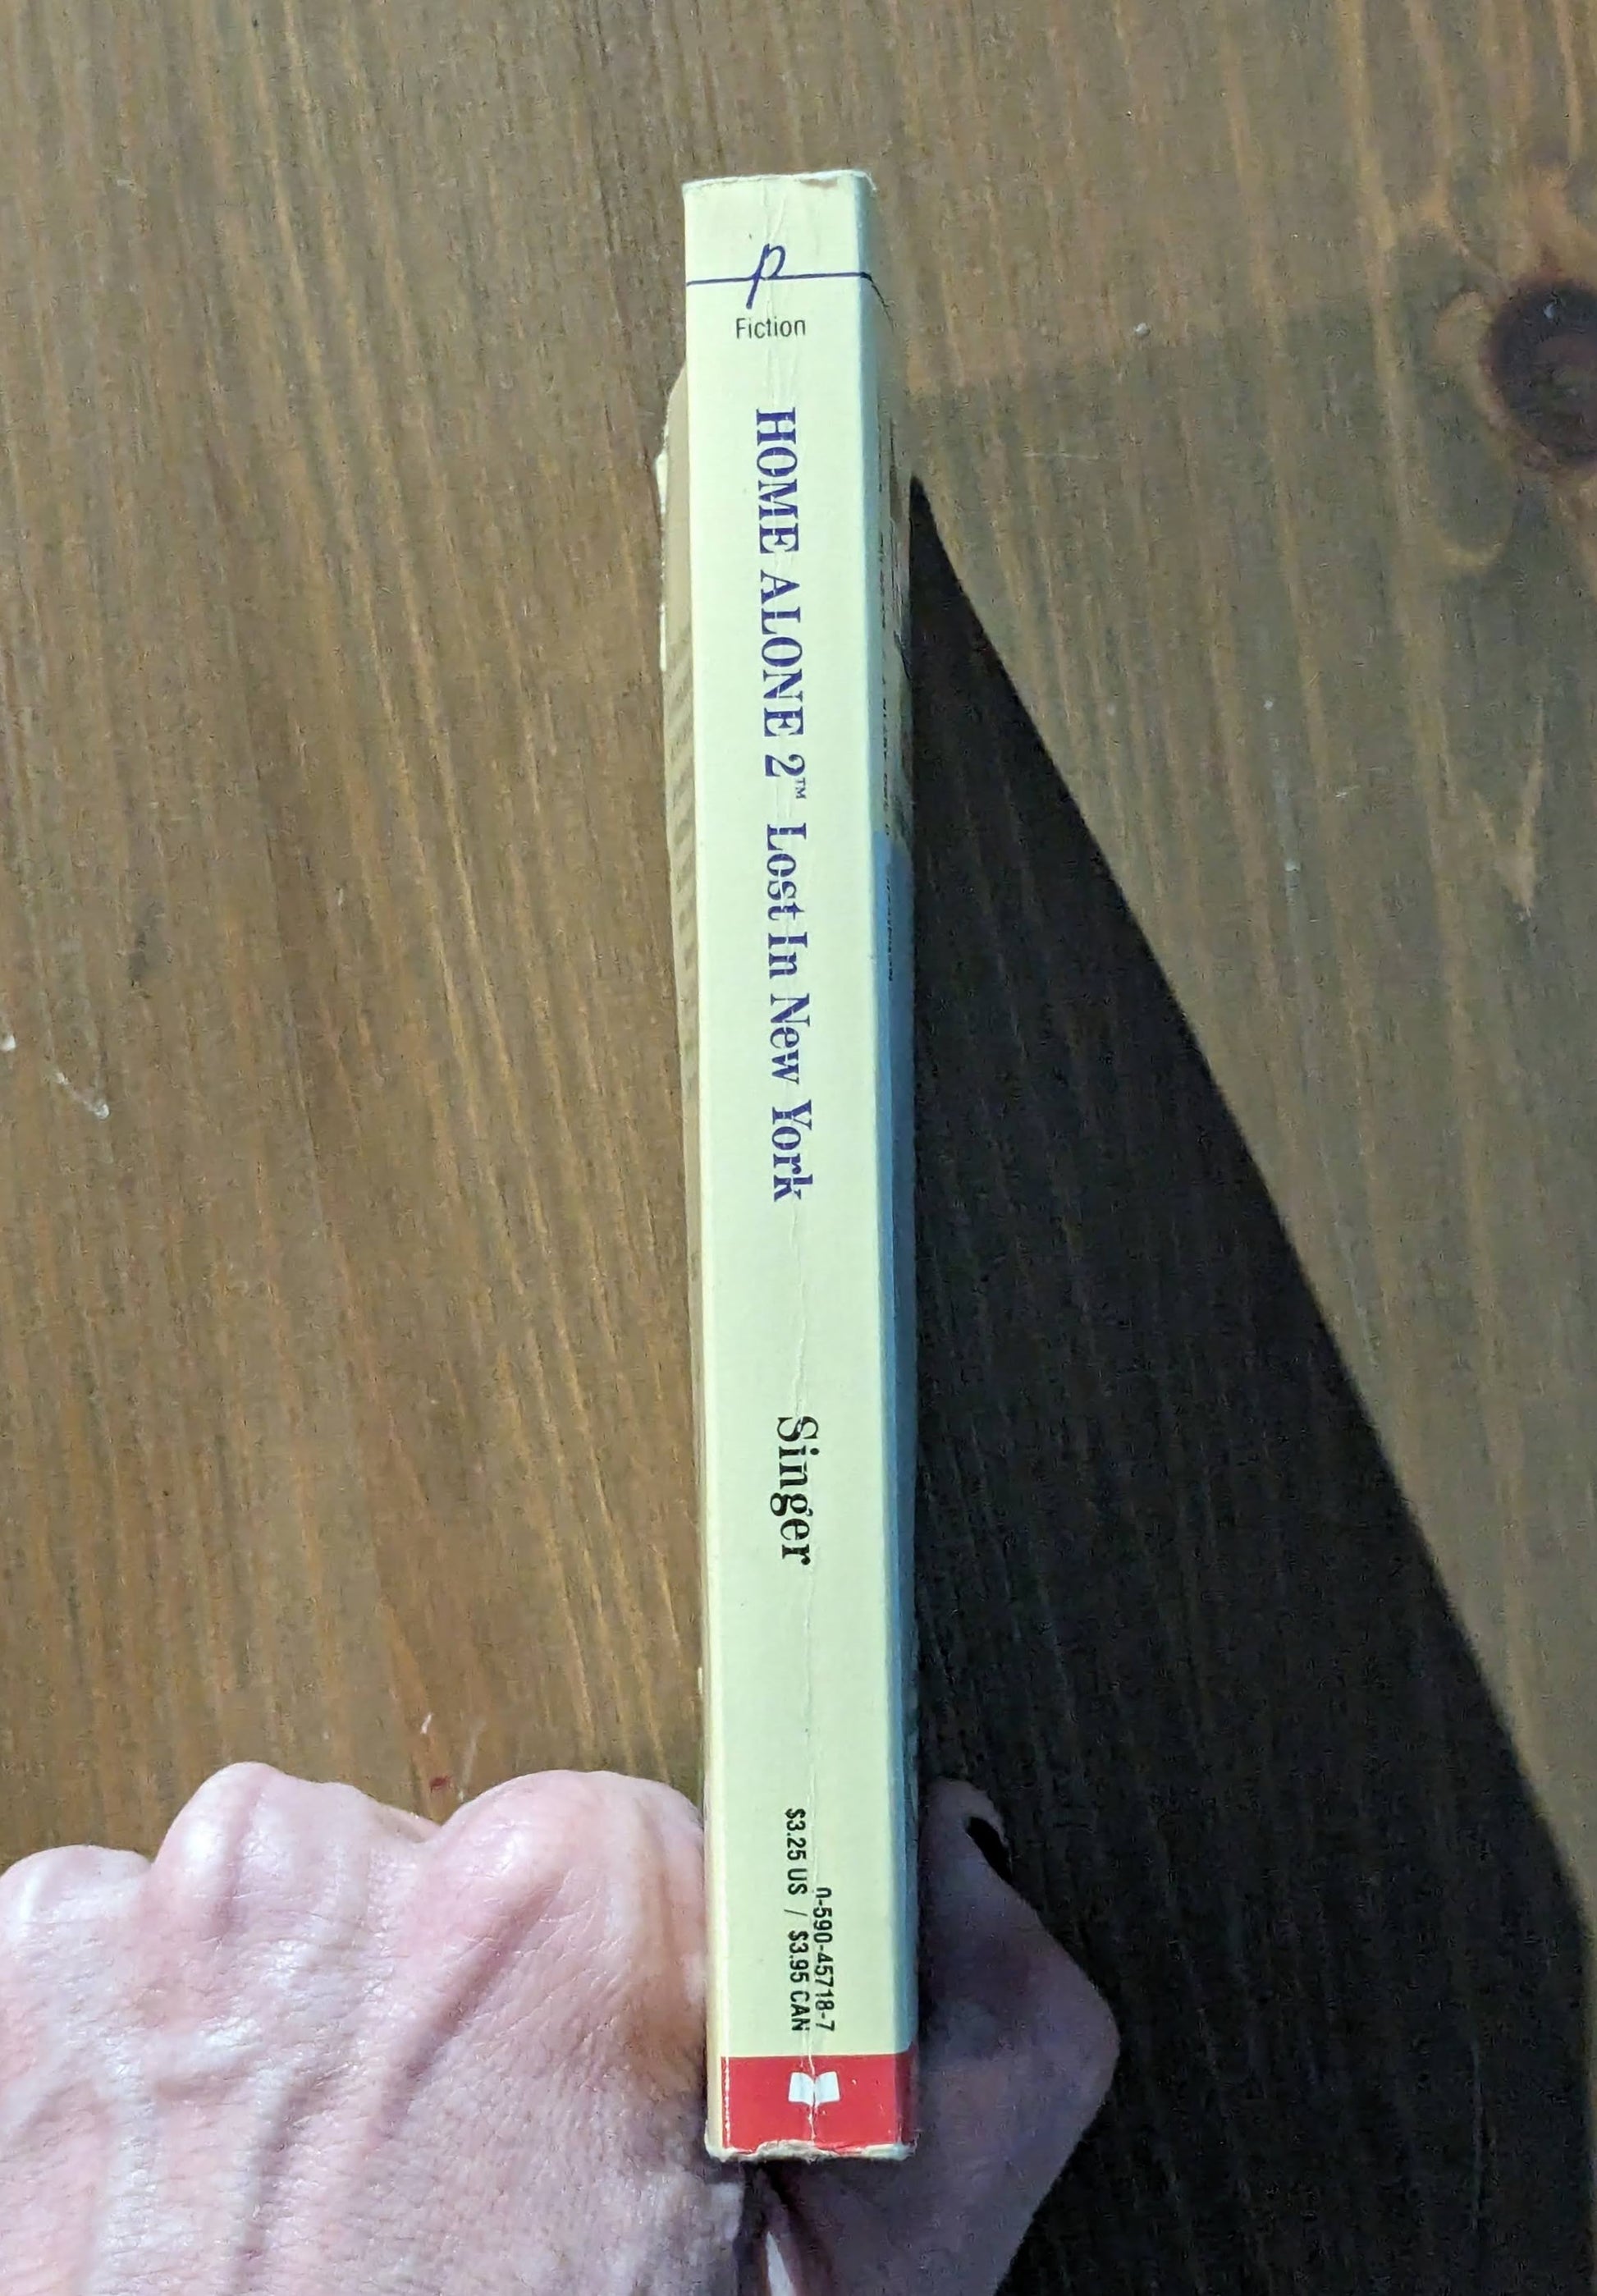 p
Fiction
HOME ALONE 2™ Lost In New York
Singer
0-590-45718-7
$3.25 US / $3.95 CAN